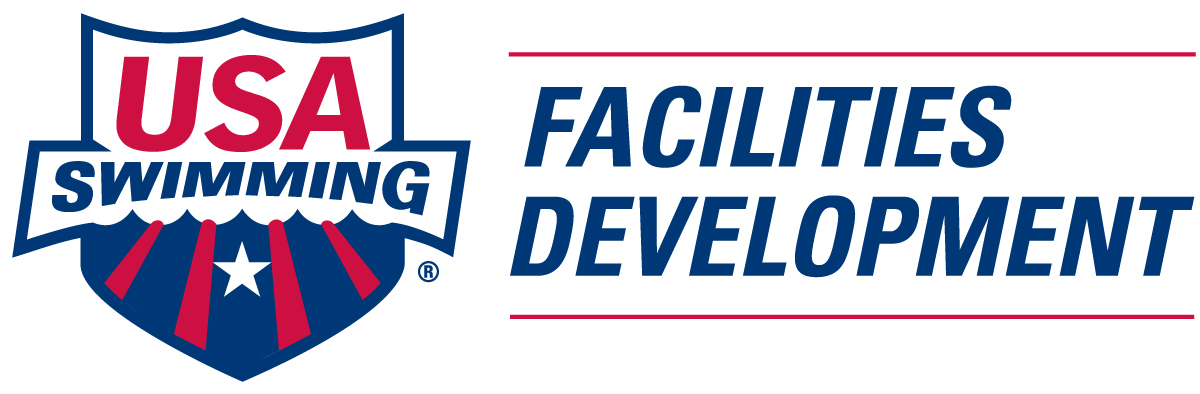 USA
SWIMMING
®
FACILITIES
DEVELOPMENT